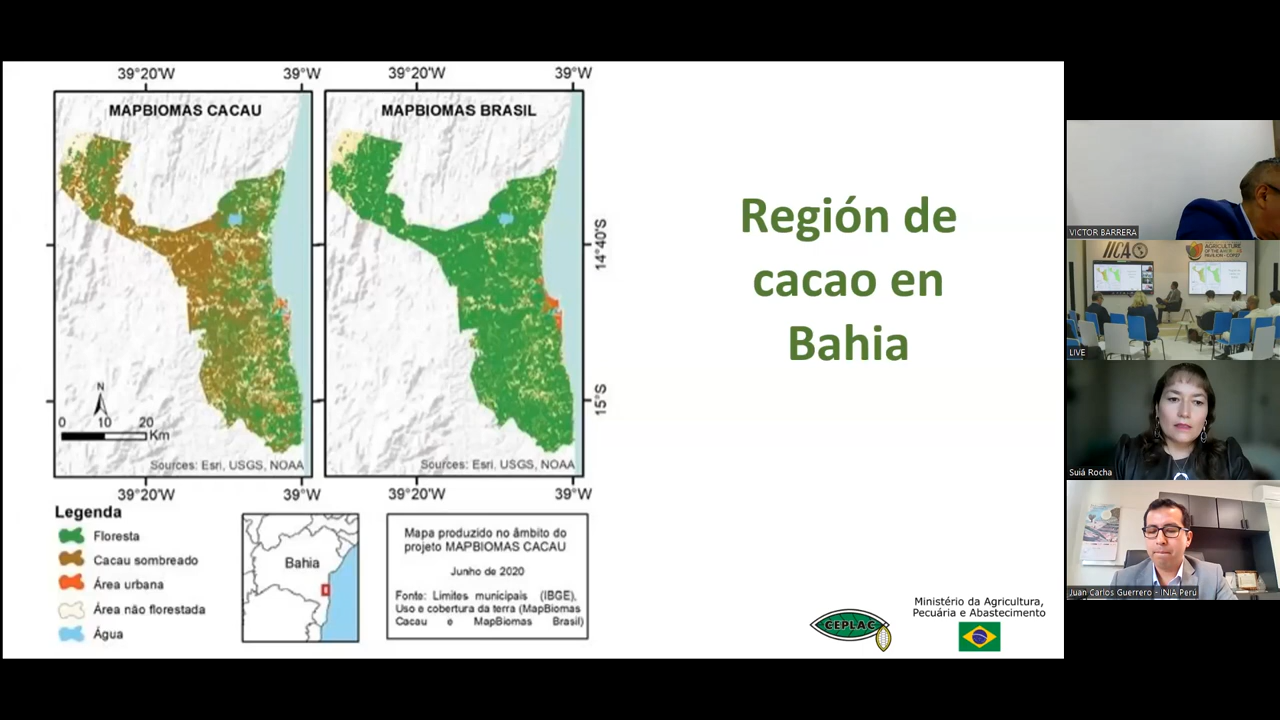 39°20'W
39°W
39°20'W
39°W
MAPBIOMAS CACAU
MAPBIOMAS BRASIL
14°40'S
15°S
N
0 10 20
Km
Sources: Esri, USGS, NOAA
Sources: Esri, USGS, NOAA
39°20'W
39°W
39°20'W
39°W
Legenda
Floresta
Cacau sombreado
Área urbana
Área não florestada
Água
Bahia
Mapa produzido no âmbito do
projeto MAPBIOMAS CACAU
Junho de 2020
Fonte: Limites municipais (IBGE),
Uso e cobertura da terra (MapBiomas
Cacau e MapBiomas Brasil)
Región de
cacao en
Bahia
CEPLAC
Ministério da Agricultura,
Pecuária e Abastecimento
VICTOR BARRERA
IICA
AGRICULTURE
LIVE
Suiá Rocha
Juan Carlos Guerrero - INIA Perú